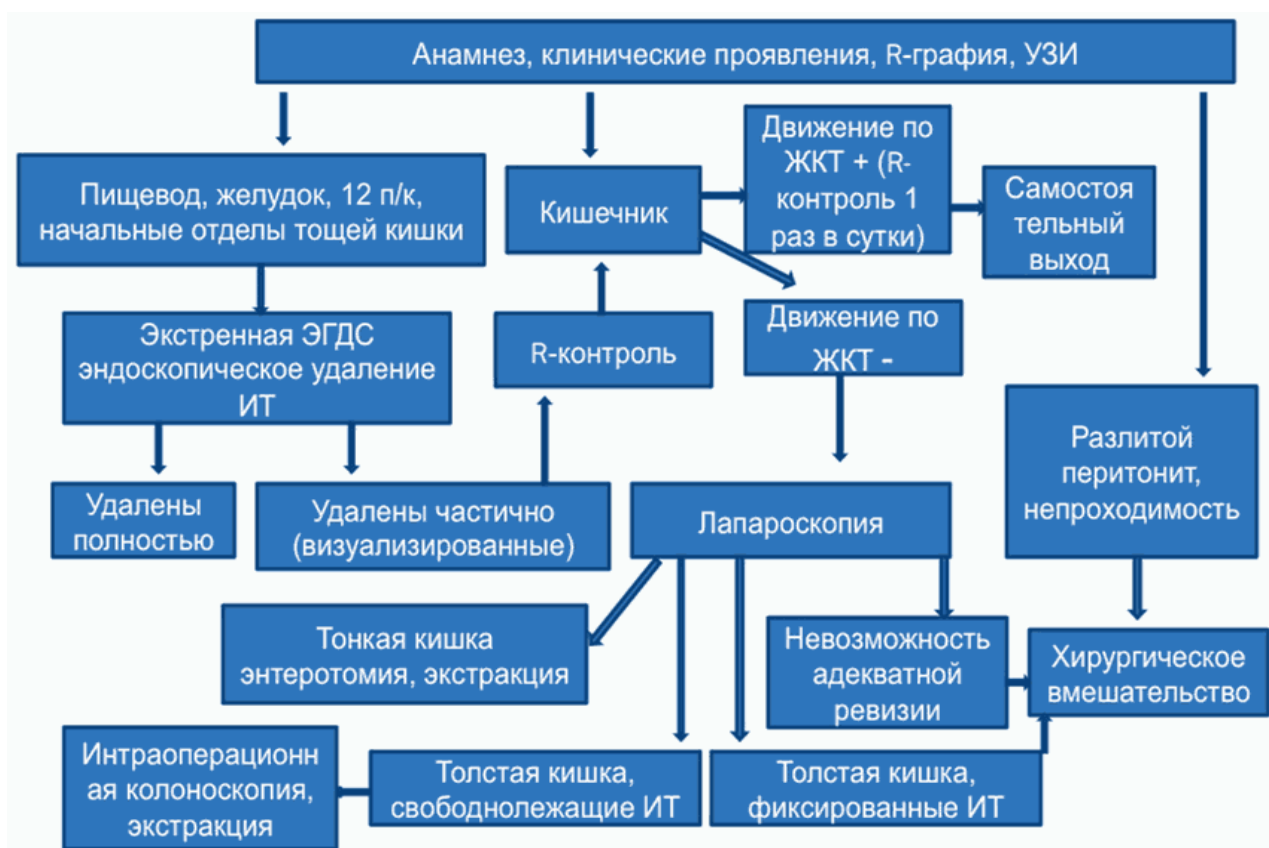 Анамнез, клинические проявления, R-графия, УЗИ
Пищевод, желудок, 12 п/к,
начальные отделы тощей кишки
Кишечник
Движение по
ЖКТ + (R-
контроль 1
раз в сутки)
Самостоя
тельный
выход
Экстренная ЭГДС
эндоскопическое удаление
ИТ
R-контроль
Движение по
ЖКТ -
Разлитой
перитонит,
непроходимость
Удалены
полностью
Удалены частично
(визуализированные)
Лапароскопия
Тонкая кишка
энтеротомия, экстракция
Невозможность
адекватной
ревизии
Хирургическое
вмешательство
Интраоперационн
ая колоноскопия,
экстракция
Толстая кишка,
свободнолежащие ИТ
Толстая кишка,
фиксированные ИТ